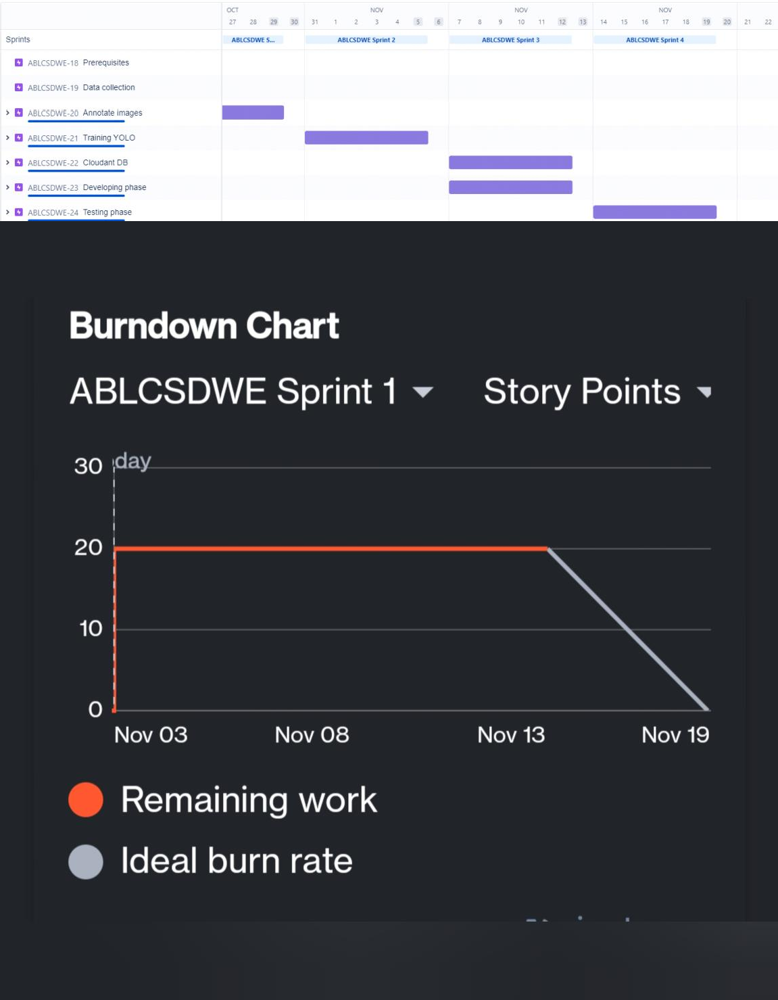 OCT NOV NOV NOV
27 28 29 30 31 1 2 3 4 5 6 7 8 9 10 11 12 13 14 15 16 17 18 19 20 21 22
Sprints ABLCSDWE S... ABLCSDWE Sprint 2 ABLCSDWE Sprint 3 ABLCSDWE Sprint 4
ABLCSDWE-18 Prerequisites
ABLCSDWE-19 Data collection
ABLCSDWE-20 Annotate images
ABLCSDWE-21 Training YOLO
ABLCSDWE-22 Cloudant DB
ABLCSDWE-23 Developing phase
ABLCSDWE-24 Testing phase
Burndown Chart
ABLCSDWE Sprint 1 Story Points
30 day
20
10
0
Nov 03 Nov 08 Nov 13 Nov 19
Remaining work
Ideal burn rate